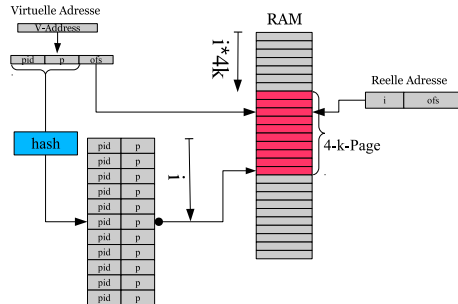 Virtuelle Adresse
V-Address
pid p ofs
hash
pid p
pid p
pid p
pid p
pid p
pid p
pid p
pid p
pid p
pid p
pid p
i
RAM
i*4k
4-k-Page
Reelle Adresse
i ofs